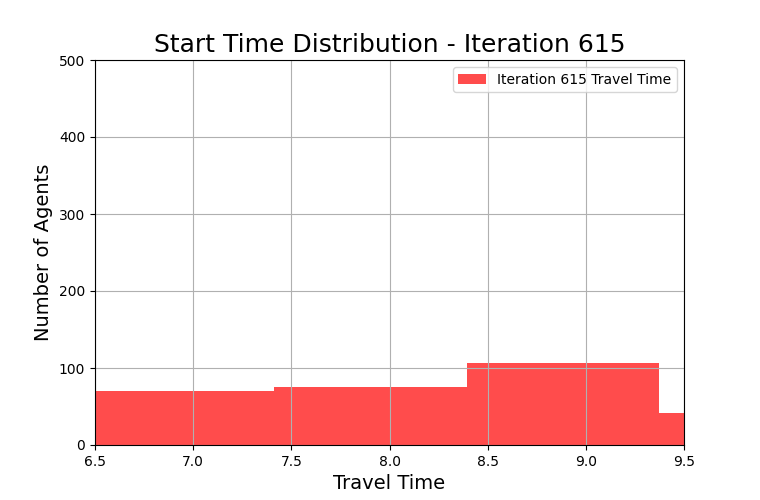 Start Time Distribution - Iteration 615
500
400
300
200
100
0
Number of Agents
Iteration 615 Travel Time
6.5 7.0 7.5 8.0 8.5 9.0 9.5
Travel Time